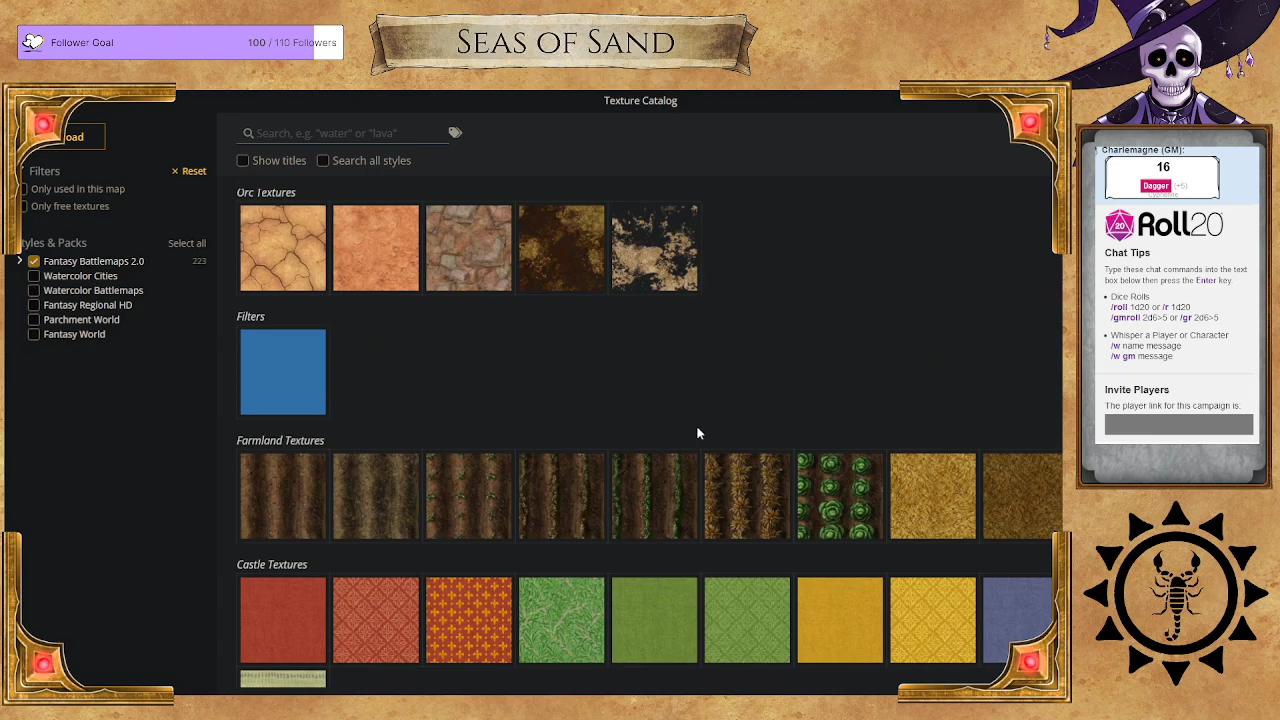 Follower Goal
100 / 110 Followers
SEAS OF SAND
Texture Catalog
oad
Search, e.g. "water" or "lava"
Show titles
Search all styles
Filters
× Reset
Only used in this map
Only free textures
tyles & Packs
Select all
Fantasy Battlemaps 2.0
223
Watercolor Cities
Watercolor Battlemaps
Fantasy Regional HD
Parchment World
Fantasy World
Orc Textures
Filters
Farmland Textures
Castle Textures
Charlemagne (GM):
16
Dagger (+5)
20
Roll20
Chat Tips
Type these chat commands into the text
box below then press the Enter key.
• Dice Rolls
/roll 1d20 or /r 1d20
/gmroll 2d6>5 or /gr 2d6>5
• Whisper a Player or Character
/w name message
/w gm message
Invite Players
The player link for this campaign is: